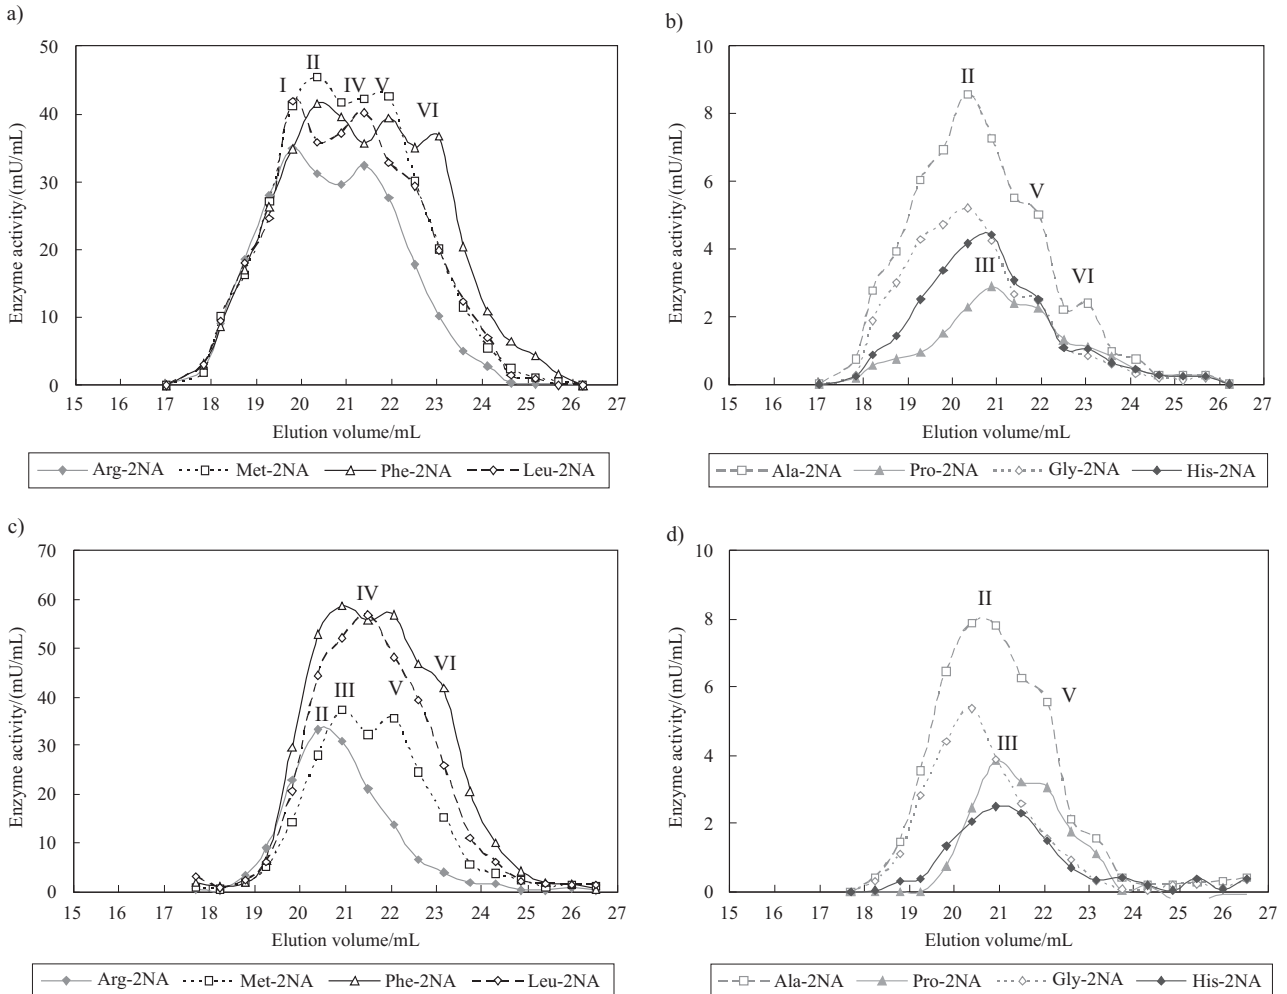 a)
Enzyme activity/(mU/mL)
50
40
30
20
10
0
I
II
IV
V
VI
15 16 17 18 19 20 21 22 23 24 25 26 27
Elution volume/mL
Arg-2NA Met-2NA Phe-2NA Leu-2NA
b)
Enzyme activity/(mU/mL)
10
8
6
4
2
0
II
V
III
VI
15 16 17 18 19 20 21 22 23 24 25 26 27
Elution volume/mL
Ala-2NA Pro-2NA Gly-2NA His-2NA
c)
Enzyme activity/(mU/mL)
70
60
50
40
30
20
10
0
IV
VI
III
V
II
15 16 17 18 19 20 21 22 23 24 25 26 27
Elution volume/mL
Arg-2NA Met-2NA Phe-2NA Leu-2NA
d)
Enzyme activity/(mU/mL)
10
8
6
4
2
0
II
V
III
15 16 17 18 19 20 21 22 23 24 25 26 27
Elution volume/mL
Ala-2NA Pro-2NA Gly-2NA His-2NA